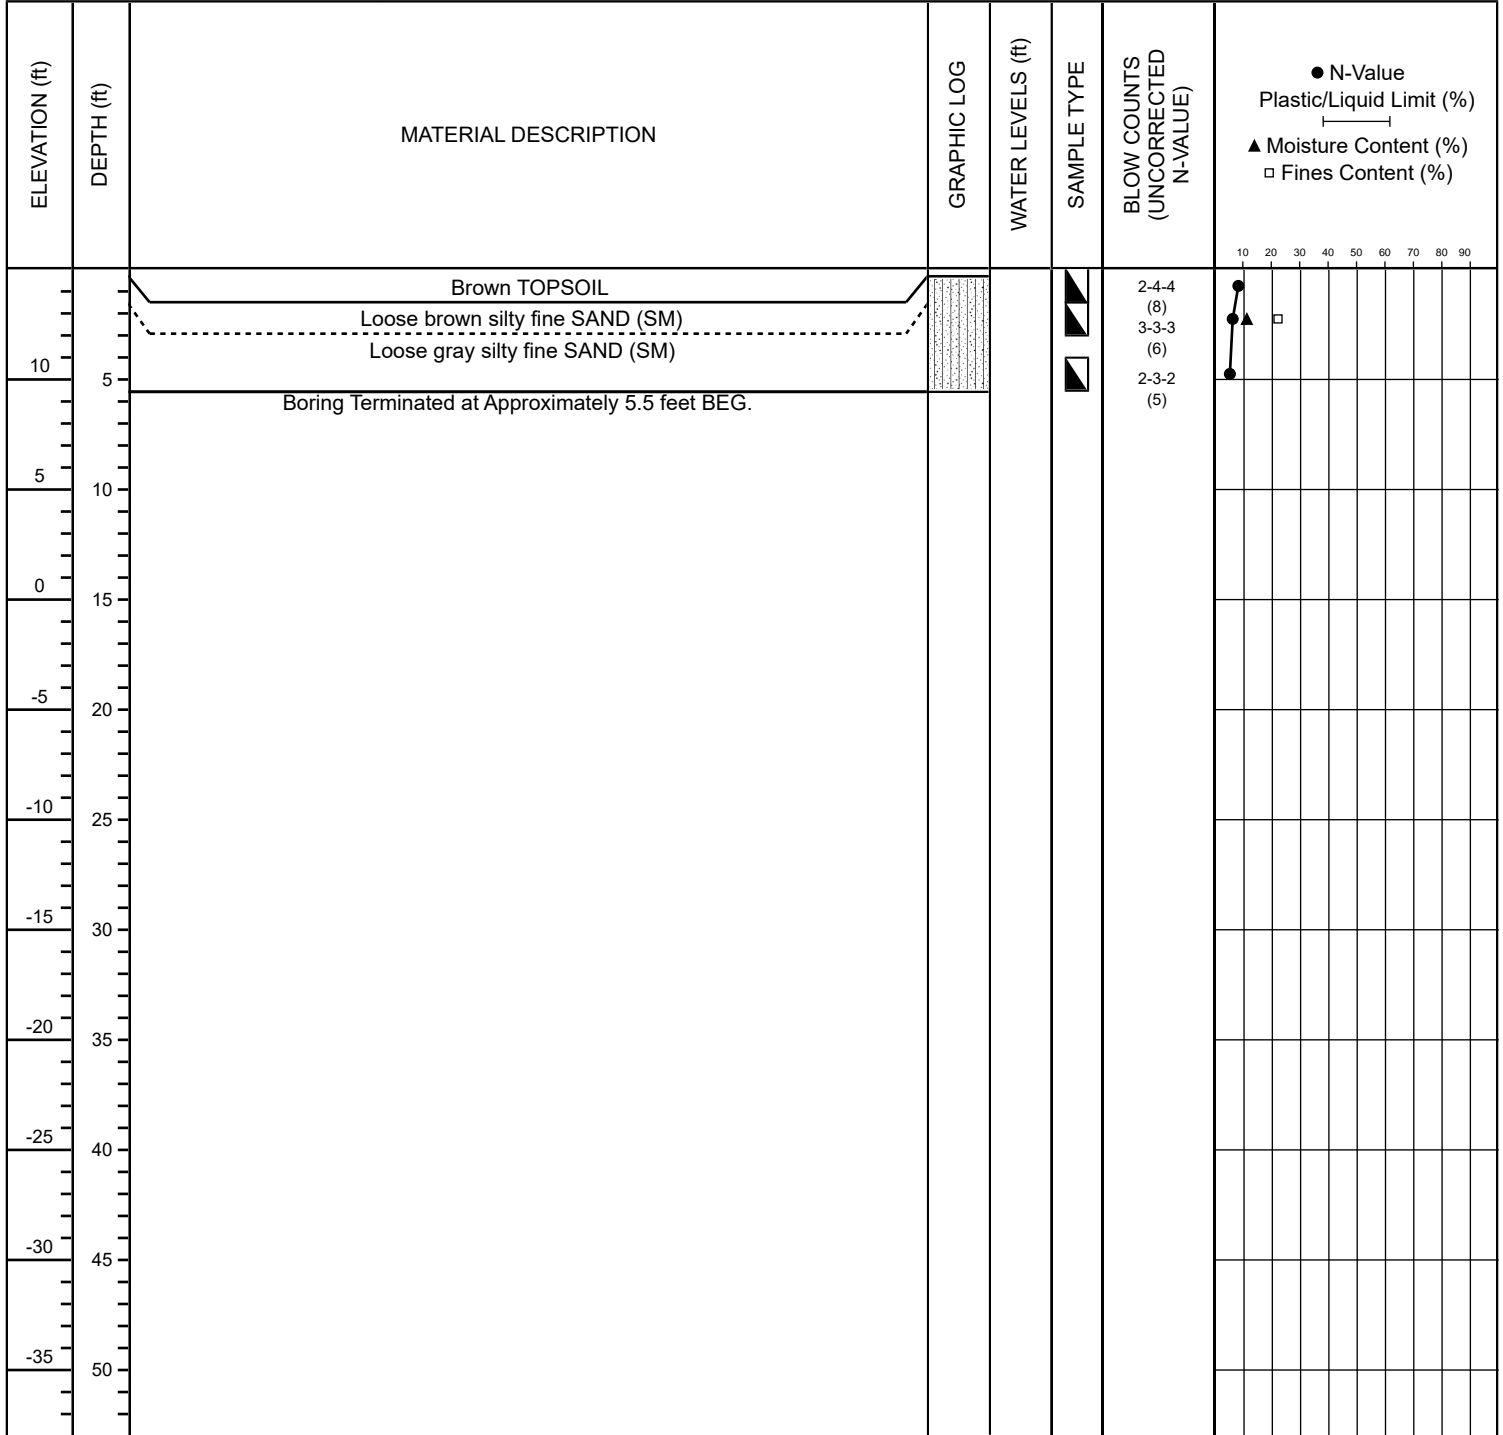 ELEVATION (ft)
DEPTH (ft)
MATERIAL DESCRIPTION
GRAPHIC LOG
WATER LEVELS (ft)
SAMPLE TYPE
BLOW COUNTS
(UNCORRECTED
N-VALUE)
● N-Value
Plastic/Liquid Limit (%)
▲ Moisture Content (%)
□ Fines Content (%)
10 20 30 40 50 60 70 80 90
Brown TOPSOIL
2-4-4
(8)
Loose brown silty fine SAND (SM)
3-3-3
(6)
Loose gray silty fine SAND (SM)
10
5
2-3-2
(5)
Boring Terminated at Approximately 5.5 feet BEG.
5
10
0
15
-5
20
-10
25
-15
30
-20
35
-25
40
-30
45
-35
50